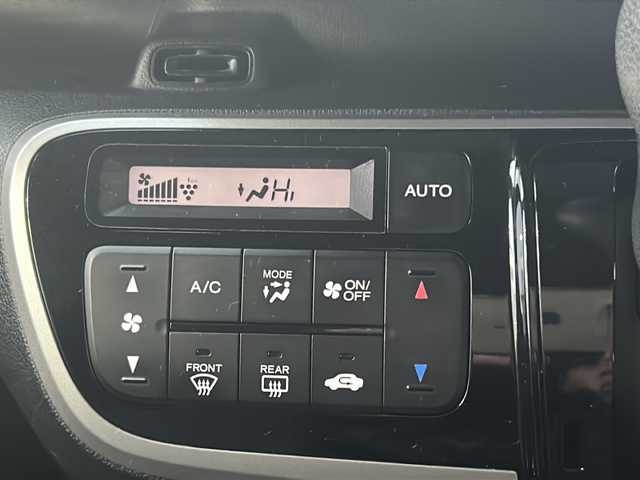 Hi
AUTO
A/C
MODE
ON/
OFF
FRONT
REAR